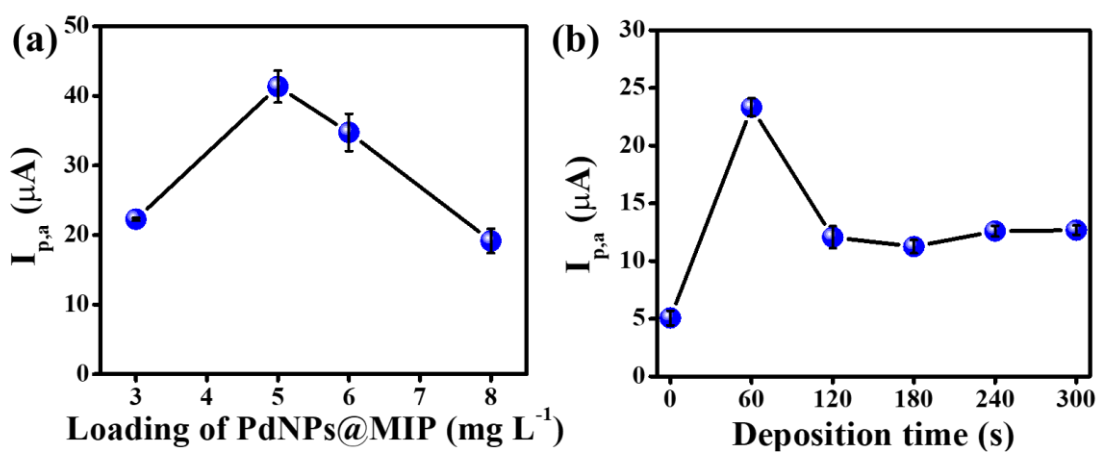 (a)
50
40
30
20
10
0
I p,a (μA)
3 4 5 6 7 8
Loading of PdNPs@MIP (mg L⁻¹)
(b)
30
25
20
15
10
5
0
I p,a (μA)
0 60 120 180 240 300
Deposition time (s)